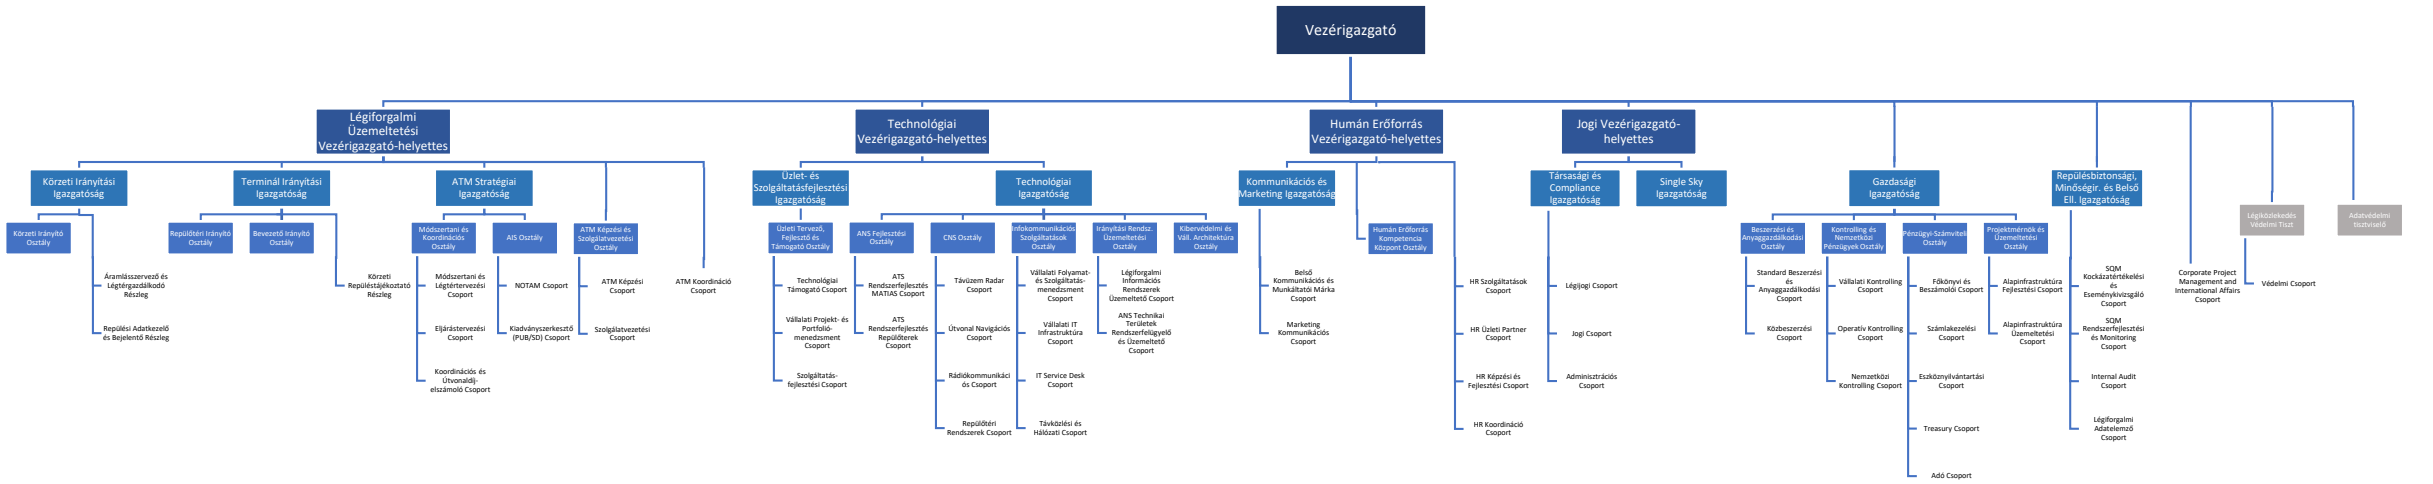 Vezérigazgató
Légiforgalmi
Üzemeltetési
Vezérigazgató-helyettes
Technológiai
Vezérigazgató-helyettes
Humán Erőforrás
Vezérigazgató-helyettes
Jogi Vezérigazgató-
helyettes
Körzeti Irányítási
Igazgatóság
Terminál Irányítási
Igazgatóság
ATM Stratégiai
Igazgatóság
Üzlet- és
Szolgáltatásfejlesztési
Igazgatóság
Technológiai
Igazgatóság
Kommunikációs és
Marketing Igazgatóság
Társasági és
Compliance
Igazgatóság
Single Sky
Igazgatóság
Gazdasági
Igazgatóság
Repülésbiztonsági,
Minőségir. és Belső
Ell. Igazgatóság
Körzeti Irányító
Osztály
Repülőtéri Irányító
Osztály
Bevezető Irányító
Osztály
Módszertani és
Koordinációs
Osztály
AIS Osztály
ATM Képzési és
Szolgálatvezetési
Osztály
Üzleti Tervező,
Fejlesztő és
Támogató Osztály
ANS Fejlesztési
Osztály
CNS Osztály
Infokommunikációs
Szolgáltatások
Osztály
Irányítási Rendsz.
Üzemeltetési
Osztály
Kibervédelmi és
Váll. Architektúra
Osztály
Humán Erőforrás
Kompetencia
Központ Osztály
Beszerzési és
Anyaggazdálkodási
Osztály
Kontrolling és
Nemzetközi
Pénzügyek Osztály
Pénzügyi-Számviteli
Osztály
Projektmérnök és
Üzemeltetési
Osztály
Légiközlekedés
Védelmi Tiszt
Adatvédelmi
tisztviselő
Áramlásszervező és
Légtérgazdálkodó
Részleg
Repülési Adatkezelő
és Bejelentő Részleg
Körzeti
Repüléstájékoztató
Részleg
Módszertani és
Légtértervezési
Csoport
Eljárástervezési
Csoport
Koordinációs és
Útvonaldíj-
elszámoló Csoport
NOTAM Csoport
Kiadványszerkesztő
(PUB/SD) Csoport
ATM Képzési
Csoport
Szolgálatvezetési
Csoport
ATM Koordináció
Csoport
Technológiai
Támogató Csoport
Vállalati Projekt- és
Portfolió-
menedzsment
Csoport
Szolgáltatás-
fejlesztési Csoport
ATS
Rendszerfejlesztés
MATIAS Csoport
ATS
Rendszerfejlesztés
Repülőterek
Csoport
Távüzem Radar
Csoport
Útvonal Navigációs
Csoport
Rádiókommunikáci
ós Csoport
Repülőtéri
Rendszerek Csoport
Vállalati Folyamat-
és Szolgáltatás-
menedzsment
Csoport
Vállalati IT
Infrastruktúra
Csoport
IT Service Desk
Csoport
Távközlési és
Hálózati Csoport
Légiforgalmi
Információs
Rendszerek
Üzemeltető Csoport
ANS Technikai
Területek
Rendszerfelügyelő
és Üzemeltető
Csoport
Belső
Kommunikációs és
Munkáltatói Márka
Csoport
Marketing
Kommunikációs
Csoport
HR Szolgáltatások
Csoport
HR Üzleti Partner
Csoport
HR Képzési és
Fejlesztési Csoport
HR Koordináció
Csoport
Légijogi Csoport
Jogi Csoport
Adminisztrációs
Csoport
Standard Beszerzési
és
Anyaggazdálkodási
Csoport
Közbeszerzési
Csoport
Vállalati Kontrolling
Csoport
Operatív Kontrolling
Csoport
Nemzetközi
Kontrolling Csoport
Főkönyvi és
Beszámolói Csoport
Számlakezelési
Csoport
Eszköznyilvántartási
Csoport
Treasury Csoport
Adó Csoport
Alapinfrastruktúra
Fejlesztési Csoport
Alapinfrastruktúra
Üzemeltetési
Csoport
SQM
Kockázatértékelési
és
Eseménykivizsgáló
Csoport
SQM
Rendszerfejlesztési
és Monitoring
Csoport
Internal Audit
Csoport
Légiforgalmi
Adatelemző
Csoport
Corporate Project
Management and
International Affairs
Csoport
Védelmi Csoport